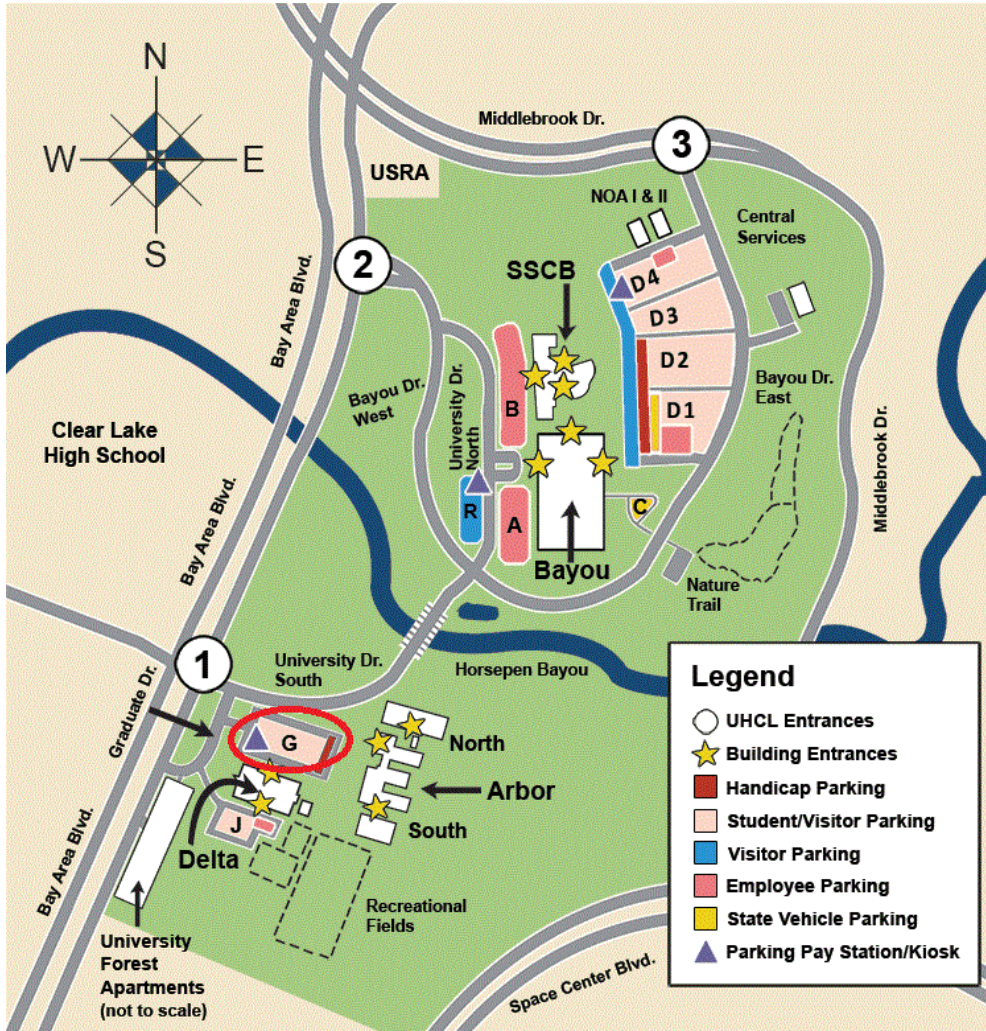 N
W
E
S
Middlebrook Dr.
3
USRA
NOA I & II
Central
Services
Bay Area Blvd.
2
SSCB
D4
D3
D2
D1
Bayou Dr.
East
Bay Area Blvd.
Bayou Dr.
West
University Dr.
North
B
Clear Lake
High School
Middlebrook Dr.
R
A
C
Bayou
Bay Area Blvd.
Nature
Trail
1
University Dr.
South
Horsepen Bayou
Graduate Dr.
G
North
Arbor
South
J
Delta
Bay Area Blvd.
Recreational
Fields
University
Forest
Apartments
(not to scale)
Space Center Blvd.
Legend
UHCL Entrances
Building Entrances
Handicap Parking
Student/Visitor Parking
Visitor Parking
Employee Parking
State Vehicle Parking
Parking Pay Station/Kiosk